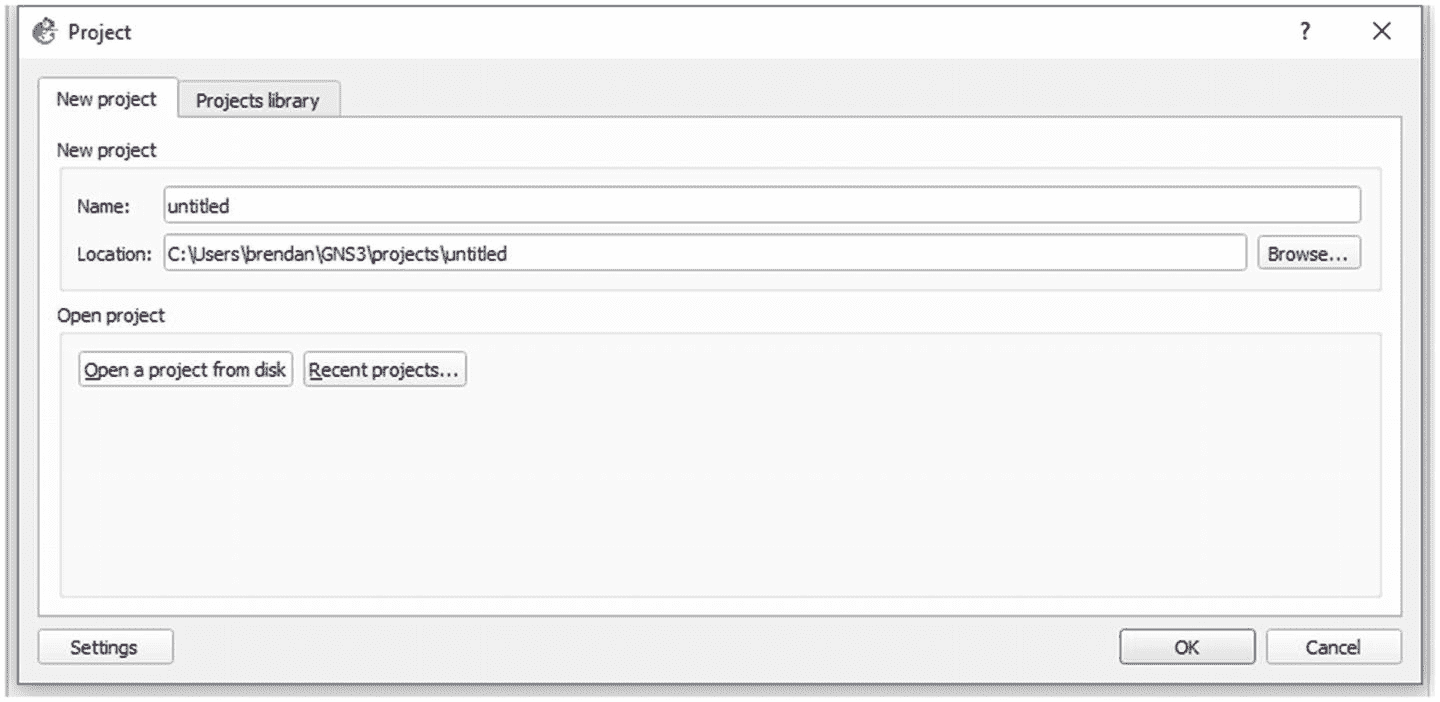 Project ?
New project Projects library
New project
Name: untitled
Location: C:\Users\brendan\GNS3\projects\untitled Browse...
Open project
Open a project from disk Recent projects...
Settings OK Cancel